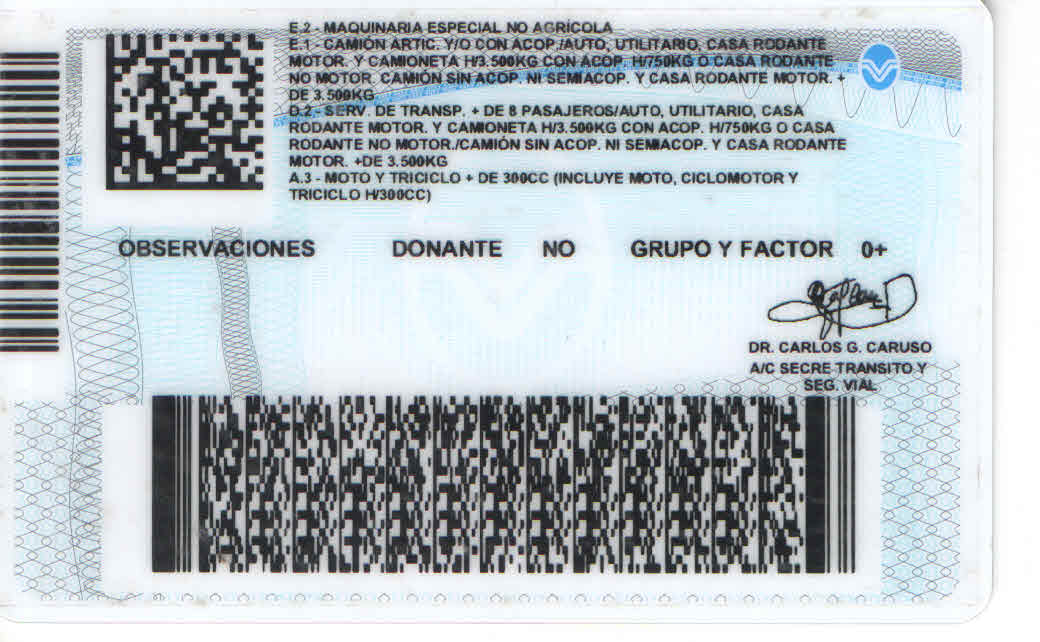 E.2 - MAQUINARIA ESPECIAL NO AGRÍCOLA
E.1 - CAMIÓN ARTIC. Y/O CON ACOP./AUTO, UTILITARIO, CASA RODANTE
MOTOR. Y CAMIONETA H/3.500KG CON ACOP. H/750KG O CASA RODANTE
NO MOTOR. CAMIÓN SIN ACOP. NI SEMIACOP. Y CASA RODANTE MOTOR. +
DE 3.500KG
D.2 - SERV. DE TRANSP. + DE 8 PASAJEROS/AUTO, UTILITARIO, CASA
RODANTE MOTOR. Y CAMIONETA H/3.500KG CON ACOP. H/750KG O CASA
RODANTE NO MOTOR./CAMIÓN SIN ACOP. NI SEMIACOP. Y CASA RODANTE
MOTOR. +DE 3.500KG
A.3 - MOTO Y TRICICLO + DE 300CC (INCLUYE MOTO, CICLOMOTOR Y
TRICICLO H/300CC)
OBSERVACIONES DONANTE NO GRUPO Y FACTOR 0+
DR. CARLOS G. CARUSO
A/C SECRE TRANSITO Y
SEG. VIAL